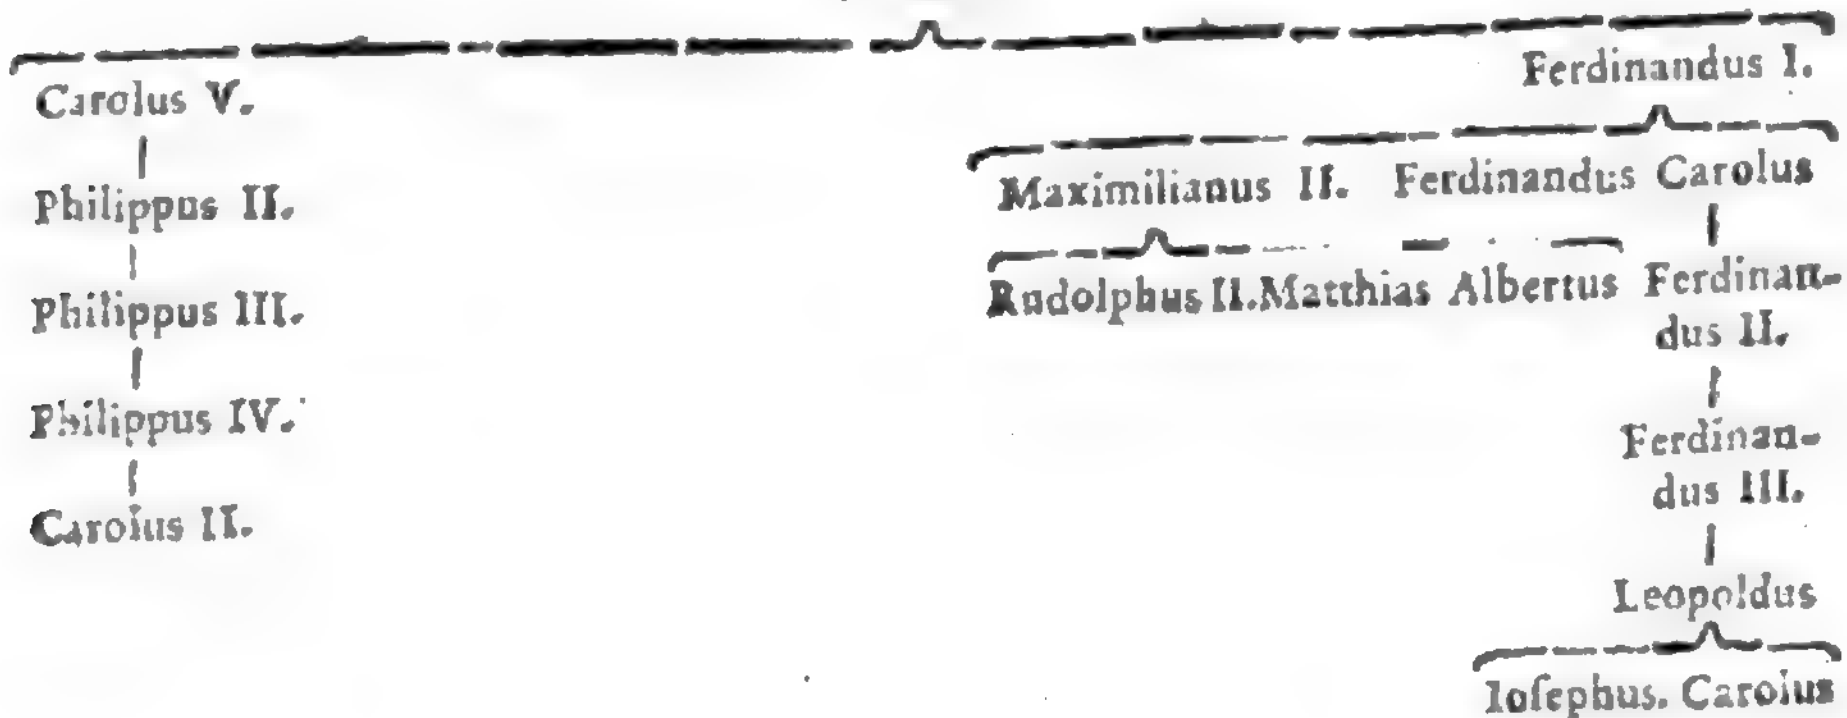 Carolus V.
Philippus II.
Philippus III.
Philippus IV.
Carolus II.
Ferdinandus I.
Maximilianus II. Ferdinandus Carolus
Rudolphus II. Matthias Albertus
Ferdinan-
dus II.
Ferdinan-
dus III.
Leopoldus
Ioſephus. Carolus